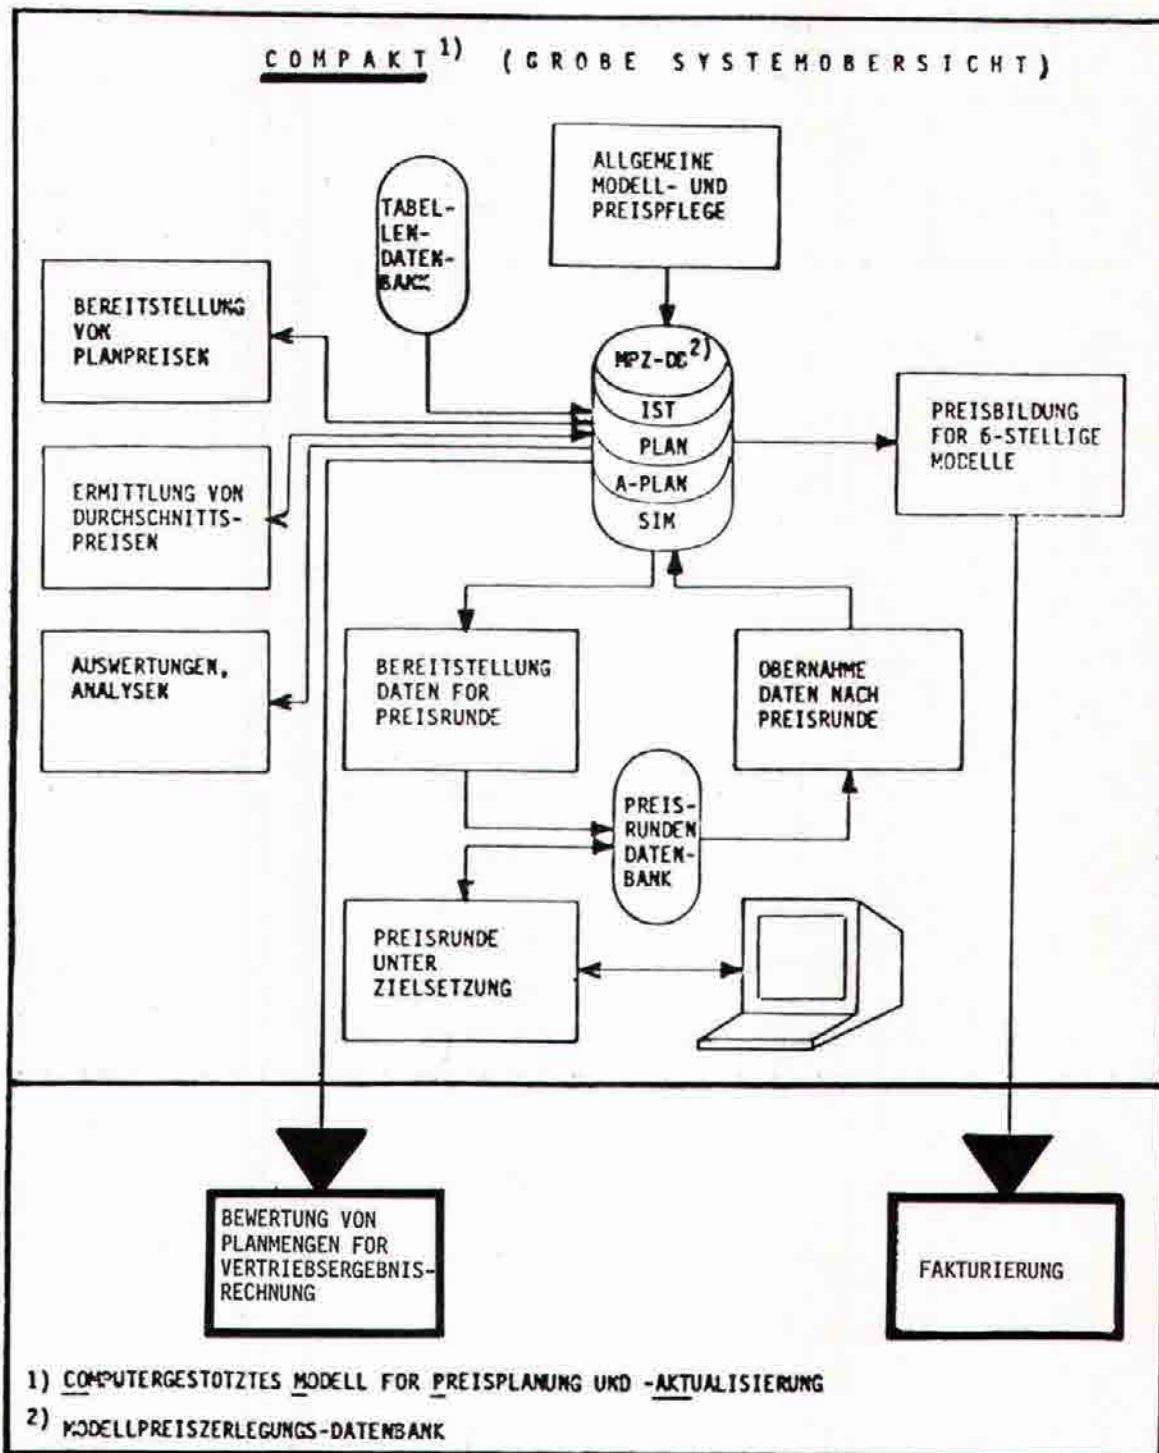 COMPAKT 1) (GROBE SYSTEMOBERSICHT)
ALLGEMEINE
MODELL- UND
PREISPFLEGE
TABEL-
LEN-
DATEN-
BANK
BEREITSTELLUNG
VON
PLANPREISEN
MPZ-DB 2)
IST
PLAN
A-PLAN
SIM
PREISBILDUNG
FOR 6-STELLIGE
MODELLE
ERMITTLUNG VON
DURCHSCHNITTS-
PREISEN
AUSWERTUNGEN,
ANALYSEN
BEREITSTELLUNG
DATEN FOR
PREISRUNDE
OBERNAHME
DATEN NACH
PREISRUNDE
PREIS-
RUNDEN
DATEN-
BANK
PREISRUNDE
UNTER
ZIELSETZUNG
BEWERTUNG VON
PLANMENGEN FOR
VERTRIEBSERGEBNIS-
RECHNUNG
FAKTURIERUNG
1) COMPUTERGESTOTZTES MODELL FOR PREISPLANUNG UND -AKTUALISIERUNG
2) MODELLPREISZERLEGUNGS-DATENBANK